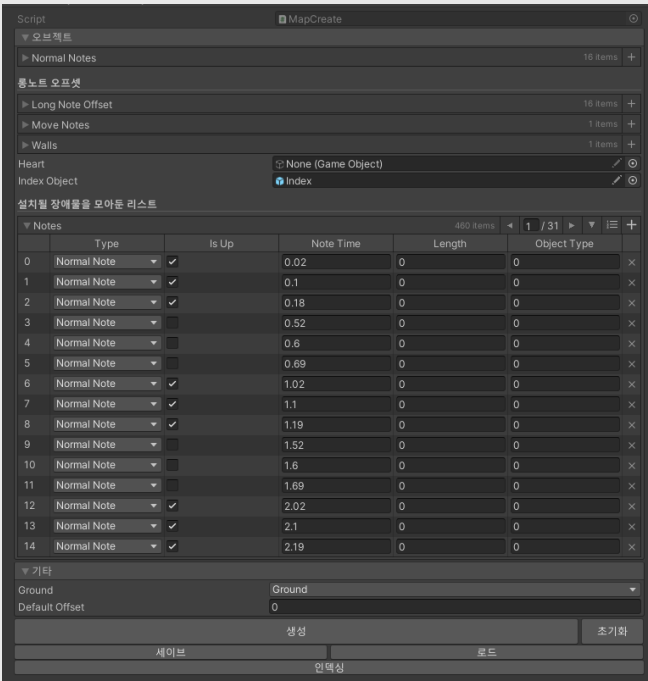 Script MapCreate
오브젝트
Normal Notes 16 items
롱노트 오프셋
Long Note Offset 16 items
Move Notes 1 items
Walls 1 items
Heart None (Game Object)
Index Object Index
설치될 장애물을 모아둔 리스트
Notes 460 items 1 / 31
Type Is Up Note Time Length Object Type
0 Normal Note 0.02 0 0
1 Normal Note 0.1 0 0
2 Normal Note 0.18 0 0
3 Normal Note 0.52 0 0
4 Normal Note 0.6 0 0
5 Normal Note 0.69 0 0
6 Normal Note 1.02 0 0
7 Normal Note 1.1 0 0
8 Normal Note 1.19 0 0
9 Normal Note 1.52 0 0
10 Normal Note 1.6 0 0
11 Normal Note 1.69 0 0
12 Normal Note 2.02 0 0
13 Normal Note 2.1 0 0
14 Normal Note 2.19 0 0
기타
Ground Ground
Default Offset 0
생성 초기화
세이브 로드
인덱싱